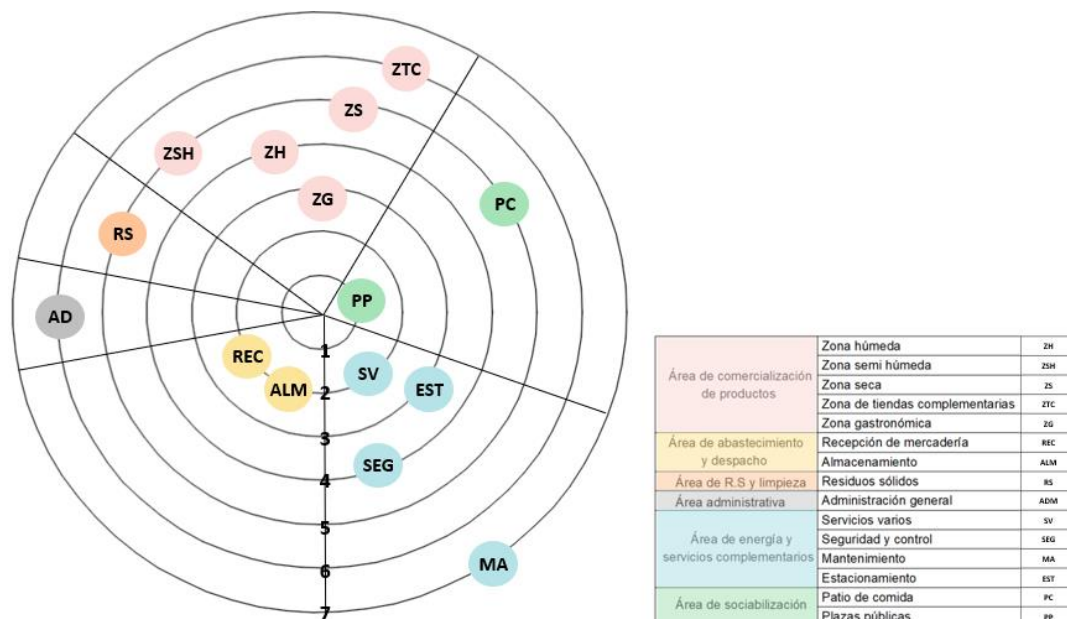 ZTC
ZS
ZSH
ZH
ZG
PC
RS
PP
AD
REC
ALM
SV
EST
SEG
MA
1
2
3
4
5
6
7
Área de comercialización
de productos
Zona húmeda ZH
Zona semi húmeda ZSH
Zona seca ZS
Zona de tiendas complementarias ZTC
Zona gastronómica ZG
Área de abastecimiento
y despacho
Recepción de mercadería REC
Almacenamiento ALM
Área de R.S y limpieza Residuos sólidos RS
Área administrativa Administración general ADM
Área de energía y
servicios complementarios
Servicios varios SV
Seguridad y control SEG
Mantenimiento MA
Estacionamiento EST
Área de sociabilización
Patio de comida PC
Plazas públicas PP